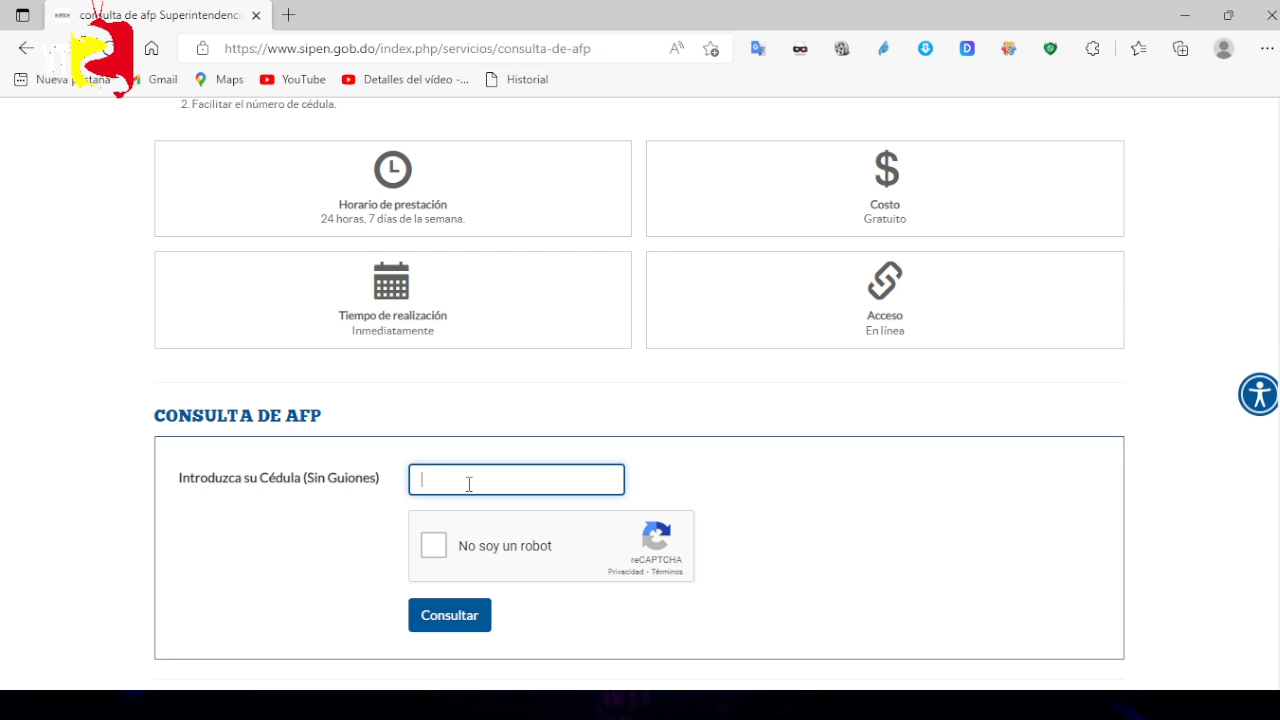 consulta de afp Superintendenci
https://www.sipen.gob.do/index.php/servicios/consulta-de-afp
Nueva pestana
Gmail
Maps
YouTube
Detalles del vídeo -...
Historial
2. Facilitar el número de cédula.
Horario de prestación
24 horas, 7 días de la semana.
$
Costo
Gratuito
Tiempo de realización
Inmediatamente
Acceso
En línea
CONSULTA DE AFP
Introduzca su Cédula (Sin Guiones)
No soy un robot
reCAPTCHA
Privacidad - Términos
Consultar